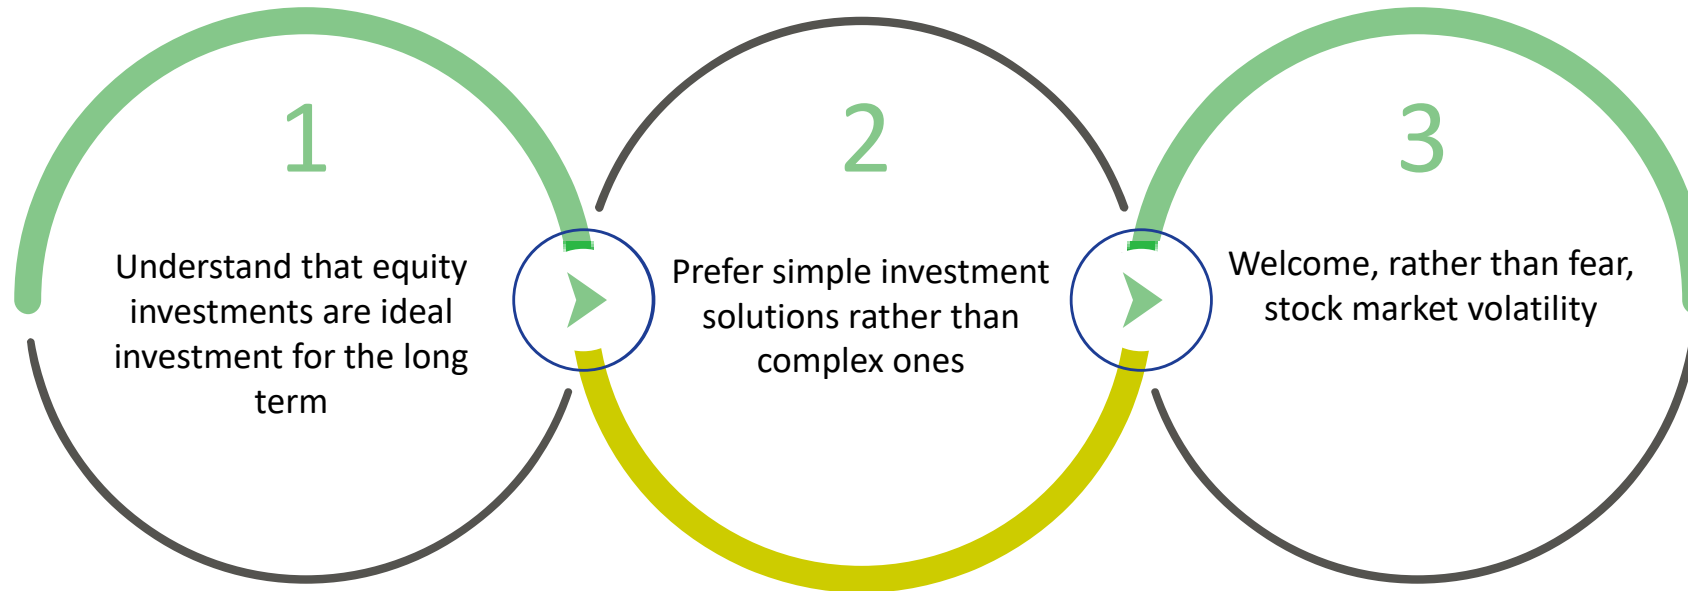 1
Understand that equity
investments are ideal
investment for the long
term
2
Prefer simple investment
solutions rather than
complex ones
3
Welcome, rather than fear,
stock market volatility